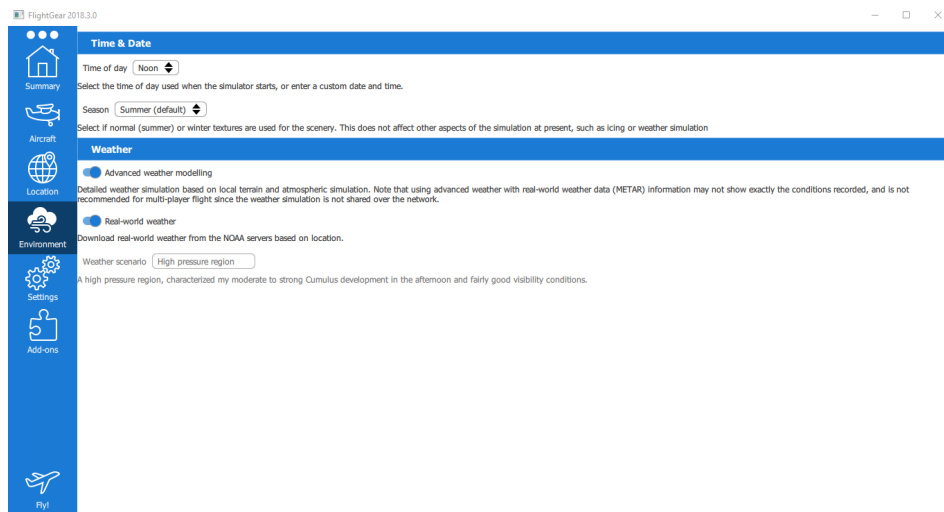 FlightGear 2018.3.0
Summary
Aircraft
Location
Environment
Settings
Add-ons
Fly!
Time & Date
Time of day Noon
Select the time of day used when the simulator starts, or enter a custom date and time.
Season Summer (default)
Select if normal (summer) or winter textures are used for the scenery. This does not affect other aspects of the simulation at present, such as icing or weather simulation
Weather
Advanced weather modelling
Detailed weather simulation based on local terrain and atmospheric simulation. Note that using advanced weather with real-world weather data (METAR) information may not show exactly the conditions recorded, and is not
recommended for multi-player flight since the weather simulation is not shared over the network.
Real-world weather
Download real-world weather from the NOAA servers based on location.
Weather scenario High pressure region
A high pressure region, characterized my moderate to strong Cumulus development in the afternoon and fairly good visibility conditions.